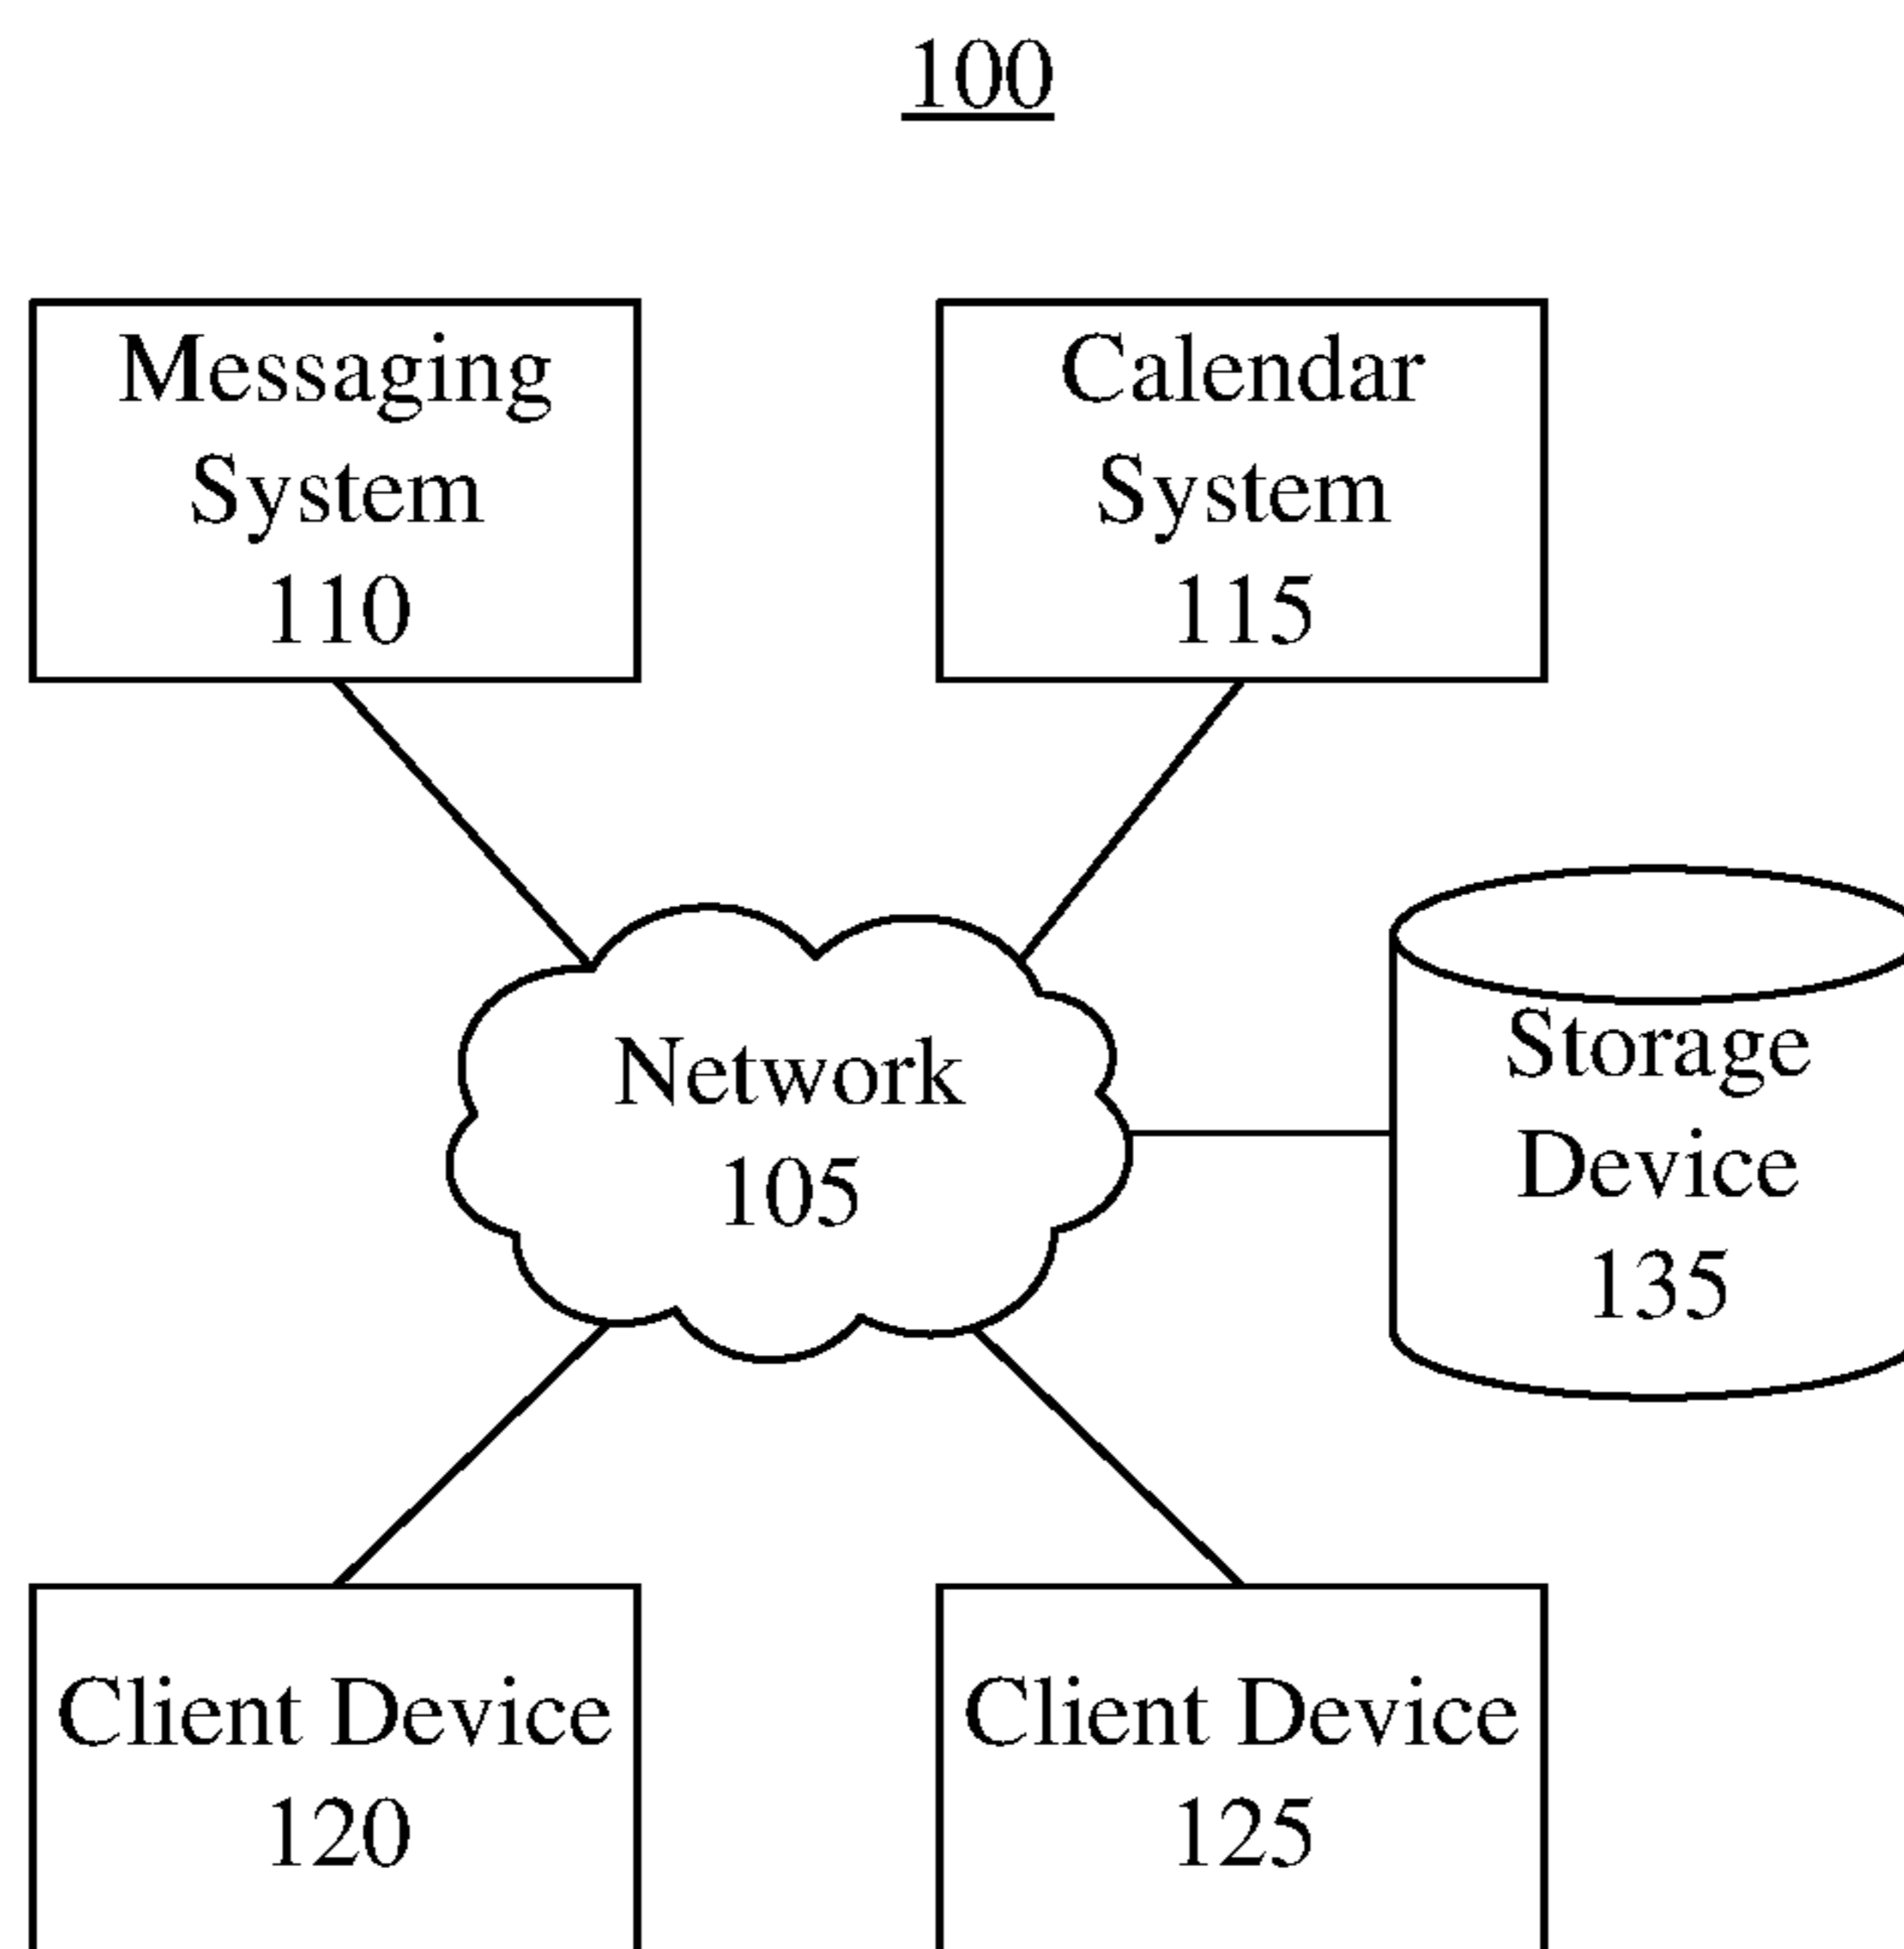 100
Messaging
System
110
Calendar
System
115
Network
105
Storage
Device
135
Client Device
120
Client Device
125